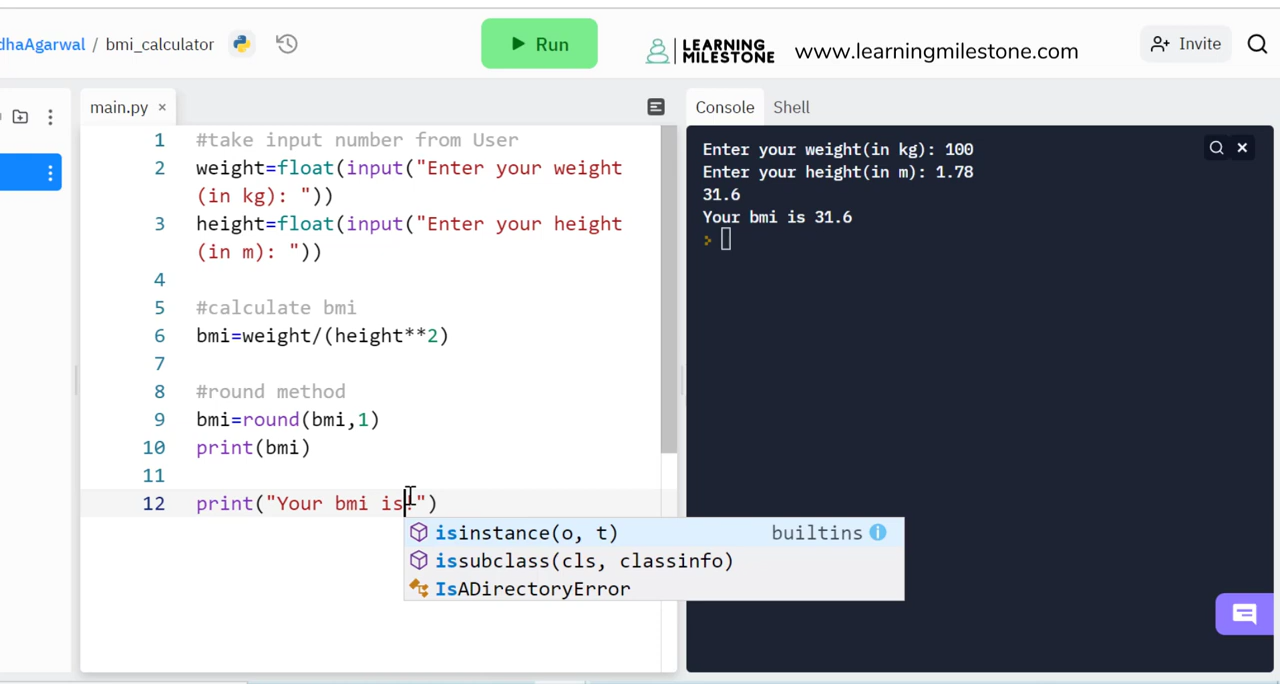 dhaAgarwal / bmi_calculator
Run
LEARNING
MILESTONE
www.learningmilestone.com
Invite
main.py ×
Console
Shell
1 #take input number from User
2 weight=float(input("Enter your weight
(in kg): "))
3 height=float(input("Enter your height
(in m): "))
4
5 #calculate bmi
6 bmi=weight/(height**2)
7
8 #round method
9 bmi=round(bmi,1)
10 print(bmi)
11
12 print("Your bmi is!")
isinstance(o, t) builtins
issubclass(cls, classinfo)
IsADirectoryError
Enter your weight(in kg): 100
Enter your height(in m): 1.78
31.6
Your bmi is 31.6